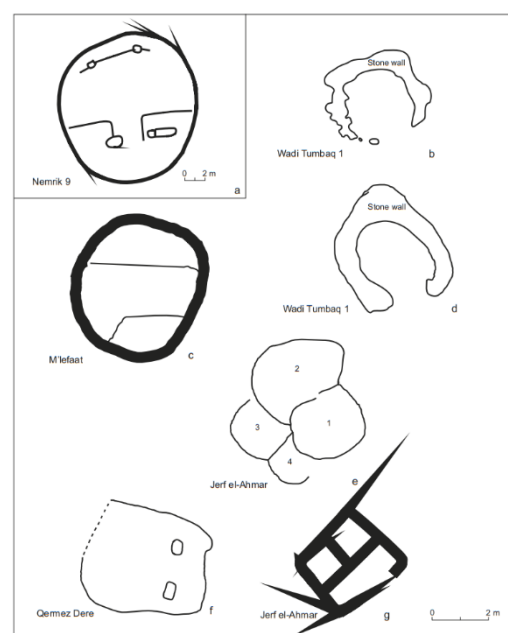 Nemrik 9
0 2 m
a
Stone wall
Wadi Tumbaq 1
b
M'lefaat
c
Stone wall
Wadi Tumbaq 1
d
2
1
3
4
Jerf el-Ahmar
e
Qermez Dere
f
Jerf el-Ahmar
g
0 2 m